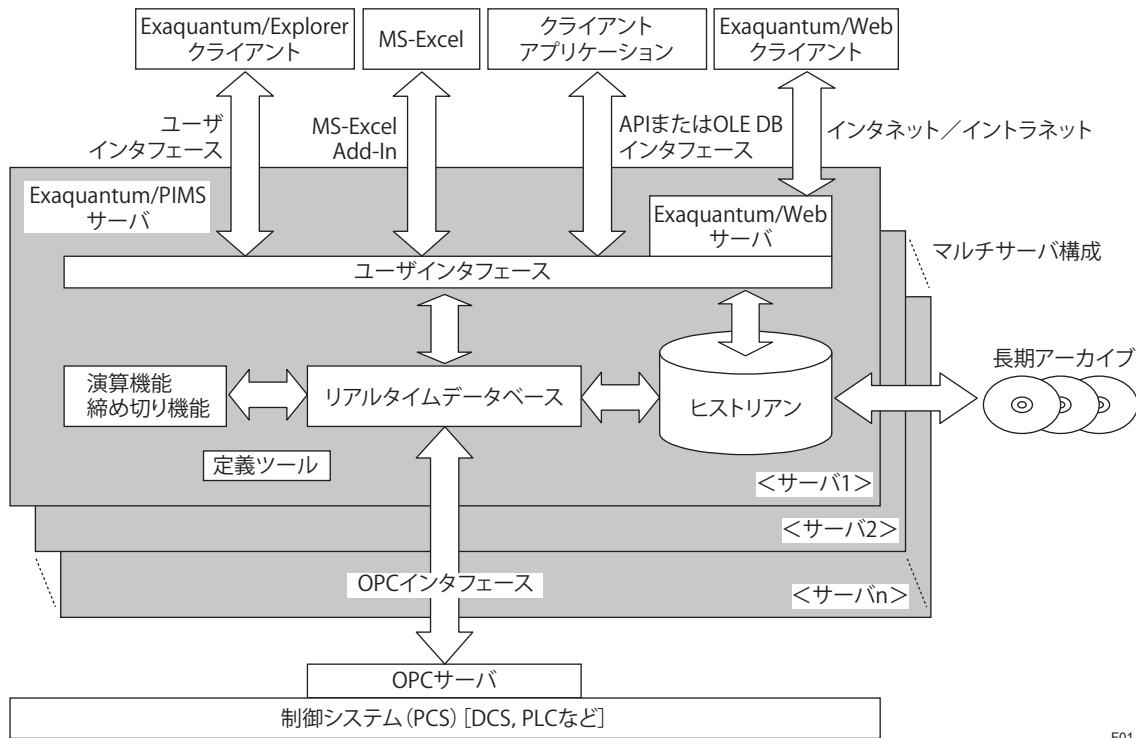 Exaquantum/Explorer
クライアント
MS-Excel
クライアント
アプリケーション
Exaquantum/Web
クライアント
ユーザ
インタフェース
MS-Excel
Add-In
APIまたはOLE DB
インタフェース
インタネット／イントラネット
Exaquantum/PIMS
サーバ
Exaquantum/Web
サーバ
マルチサーバ構成
ユーザインタフェース
演算機能
締め切り機能
リアルタイムデータベース
ヒストリアン
長期アーカイブ
定義ツール
＜サーバ1＞
＜サーバ2＞
OPCインタフェース
＜サーバn＞
OPCサーバ
制御システム（PCS）［DCS, PLCなど］